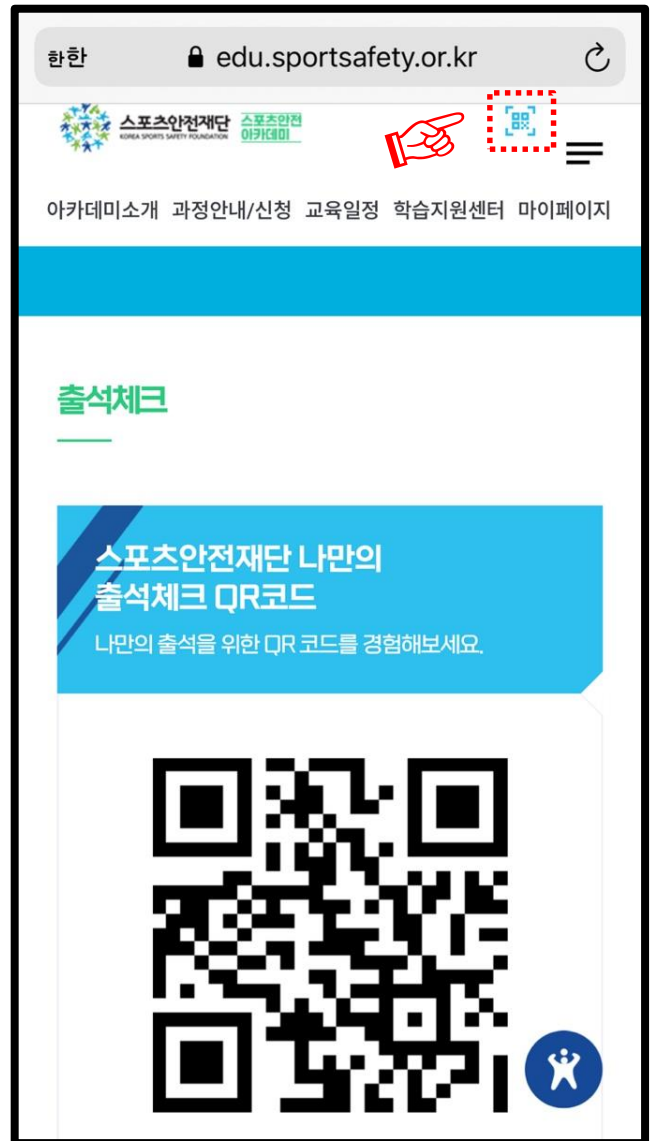 한한 edu.sportsafety.or.kr
스포츠안전재단 스포츠안전
KOREA SPORTS SAFETY FOUNDATION 아카데미
아카데미소개 과정안내/신청 교육일정 학습지원센터 마이페이지
출석체크
스포츠안전재단 나만의
출석체크 QR코드
나만의 출석을 위한 QR 코드를 경험해보세요.